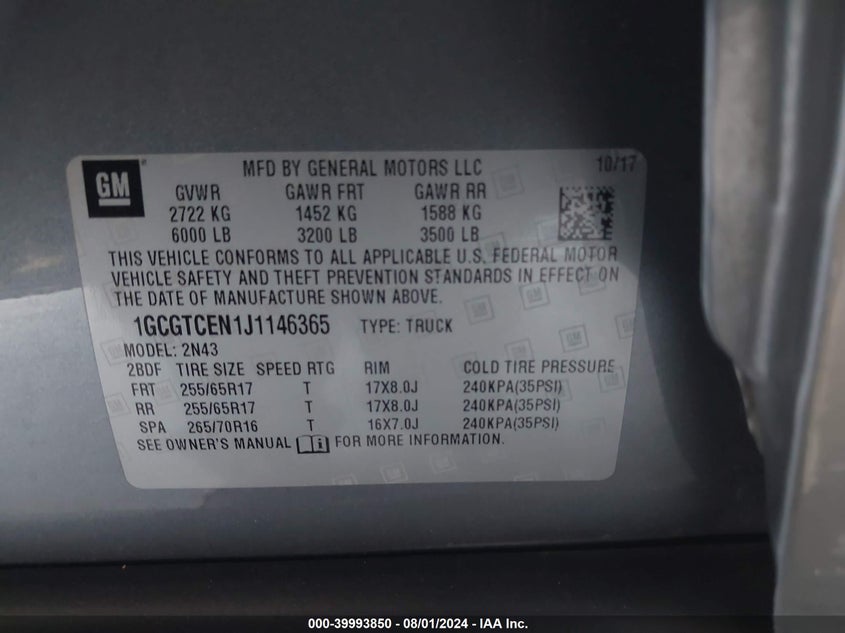 GM
MFD BY GENERAL MOTORS LLC 10/17
GVWR GAWR FRT GAWR RR
2722 KG 1452 KG 1588 KG
6000 LB 3200 LB 3500 LB
THIS VEHICLE CONFORMS TO ALL APPLICABLE U.S. FEDERAL MOTOR
VEHICLE SAFETY AND THEFT PREVENTION STANDARDS IN EFFECT ON
THE DATE OF MANUFACTURE SHOWN ABOVE.
1GCGTCEN1J1146365 TYPE: TRUCK
MODEL: 2N43
2BDF TIRE SIZE SPEED RTG RIM COLD TIRE PRESSURE
FRT 255/65R17 T 17X8.0J 240KPA(35PSI)
RR 255/65R17 T 17X8.0J 240KPA(35PSI)
SPA 265/70R16 T 16X7.0J 240KPA(35PSI)
SEE OWNER'S MANUAL FOR MORE INFORMATION.
000-39993850 - 08/01/2024 - IAA Inc.